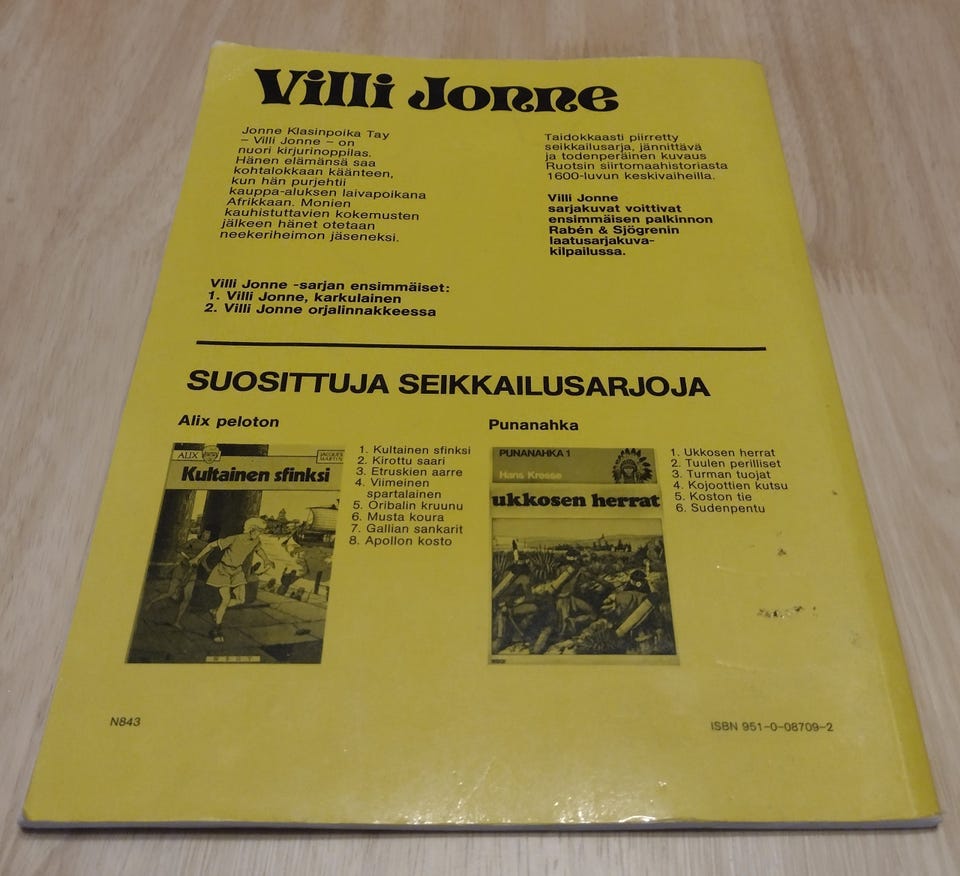 Villi Jonne
Jonne Klasinpoika Tay
– Villi Jonne – on
nuori kirjurinoppilas.
Hänen elämänsä saa
kohtalokkaan käänteen,
kun hän purjehtii
kauppa-aluksen laivapoikana
Afrikkaan. Monien
kauhistuttavien kokemusten
jälkeen hänet otetaan
neekeriheimon jäseneksi.
Taidokkaasti piirretty
seikkailusarja, jännittävä
ja todenperäinen kuvaus
Ruotsin siirtomaahistoriasta
1600-luvun keskivaiheilla.
Villi Jonne
sarjakuvat voittivat
ensimmäisen palkinnon
Rabén & Sjögrenin
laatusarjakuva-
kilpailussa.
Villi Jonne -sarjan ensimmäiset:
1. Villi Jonne, karkulainen
2. Villi Jonne orjalinnakkeessa
SUOSITTUJA SEIKKAILUSARJOJA
Alix peloton
ALIX
JACQUES
MARTIN
Kultainen sfinksi
1. Kultainen sfinksi
2. Kirottu saari
3. Etruskien aarre
4. Viimeinen
spartalainen
5. Oribalin kruunu
6. Musta koura
7. Gallian sankarit
8. Apollon kosto
Punanahka
PUNANAHKA 1
Hans Kresse
ukkosen herrat
1. Ukkosen herrat
2. Tuulen perilliset
3. Turman tuojat
4. Kojoottien kutsu
5. Koston tie
6. Sudenpentu
N843
ISBN 951-0-08709-2